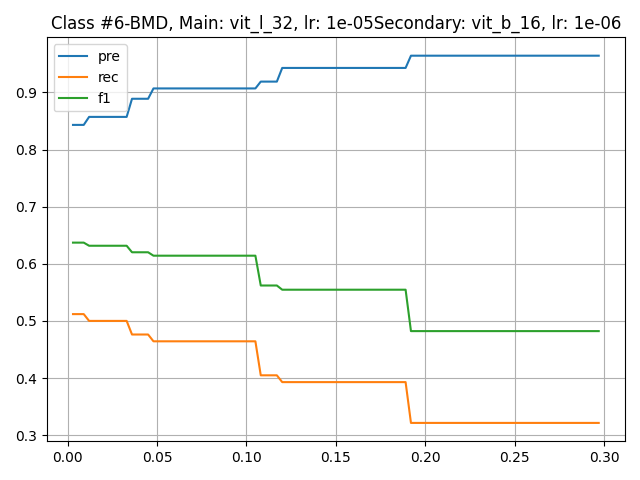 Class #6-BMD, Main: vit_l_32, lr: 1e-05Secondary: vit_b_16, lr: 1e-06
pre
rec
f1
0.9
0.8
0.7
0.6
0.5
0.4
0.3
0.00 0.05 0.10 0.15 0.20 0.25 0.30